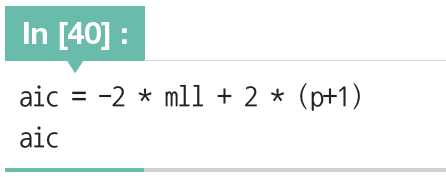 In [40] :
aic = -2 * mll + 2 * (p+1)
aic